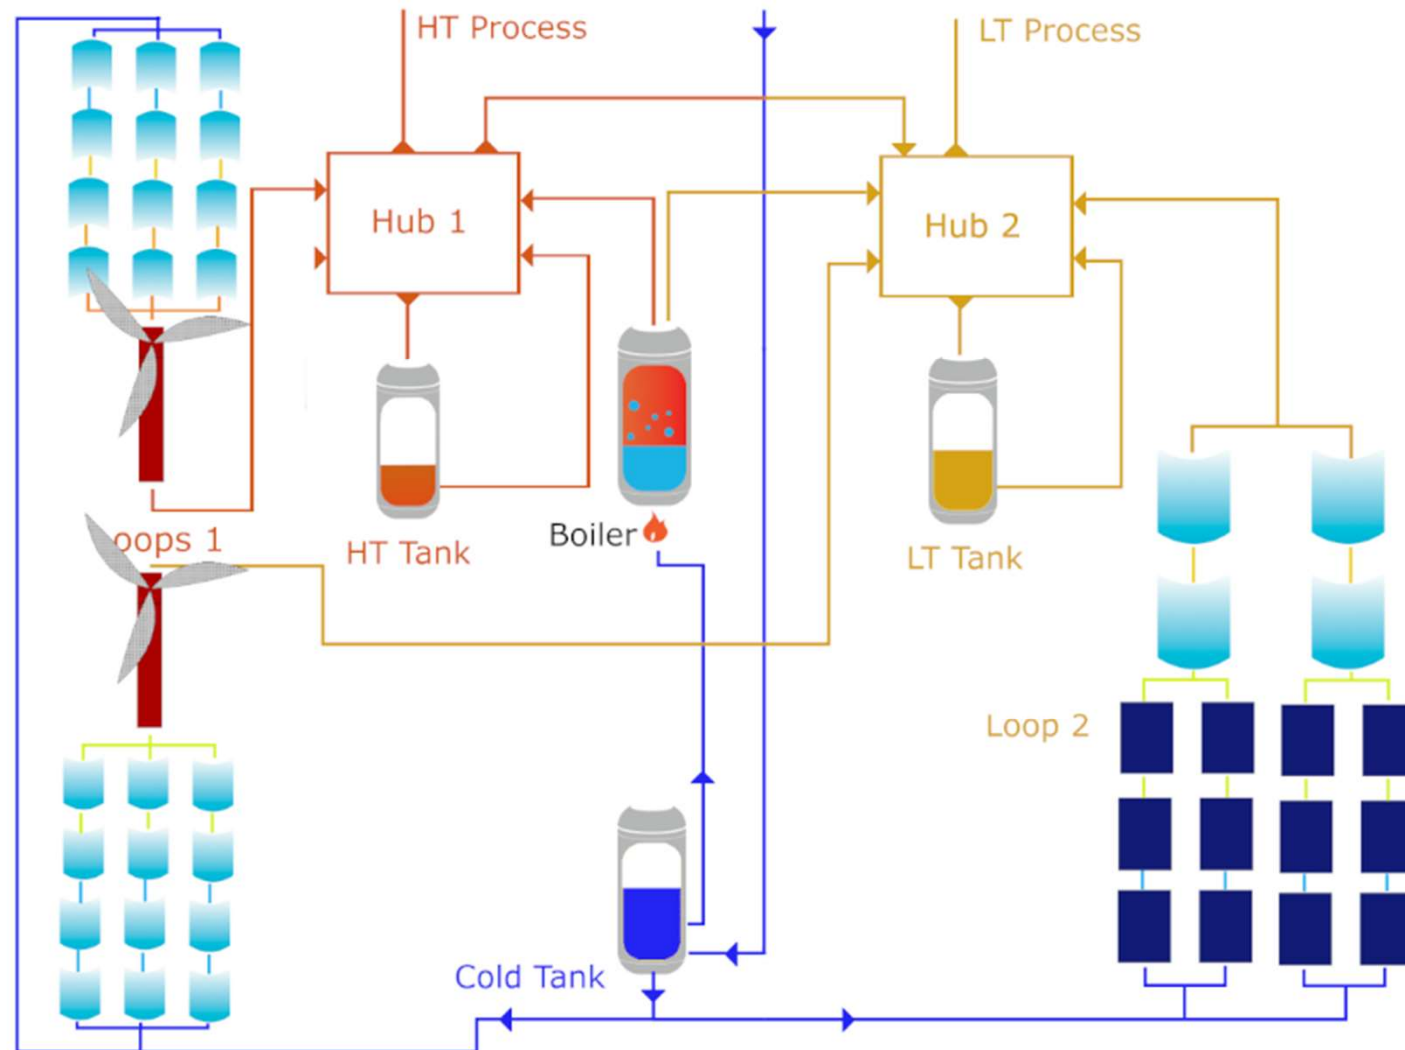 HT Process
LT Process
Hub 1
Hub 2
oops 1
HT Tank
Boiler
LT Tank
Loop 2
Cold Tank